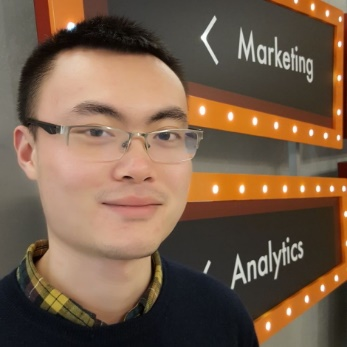 < Marketing
< Analytics